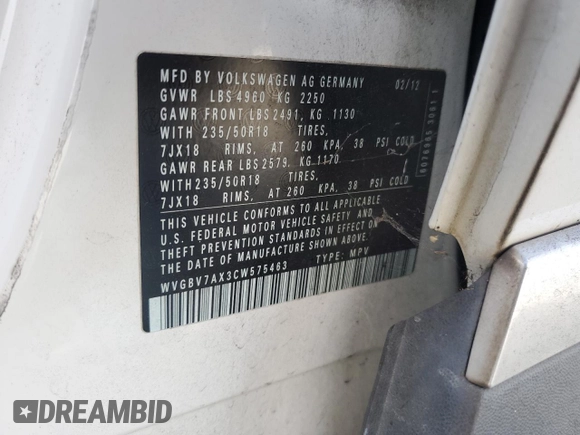 MFD BY VOLKSWAGEN AG GERMANY 02/12
GVWR LBS 4960 KG 2250
GAWR FRONT LBS 2491, KG 1130
WITH 235/50R18 TIRES,
7JX18 RIMS, AT 260 KPA, 38 PSI COLD
GAWR REAR LBS 2579, KG 1170
WITH 235/50R18 TIRES,
7JX18 RIMS, AT 260 KPA, 38 PSI COLD
THIS VEHICLE CONFORMS TO ALL APPLICABLE
U.S. FEDERAL MOTOR VEHICLE SAFETY AND
THEFT PREVENTION STANDARDS IN EFFECT ON
THE DATE OF MANUFACTURE SHOWN ABOVE.
WVGBV7AX3CW575463 TYPE: MPV
DREAMBID